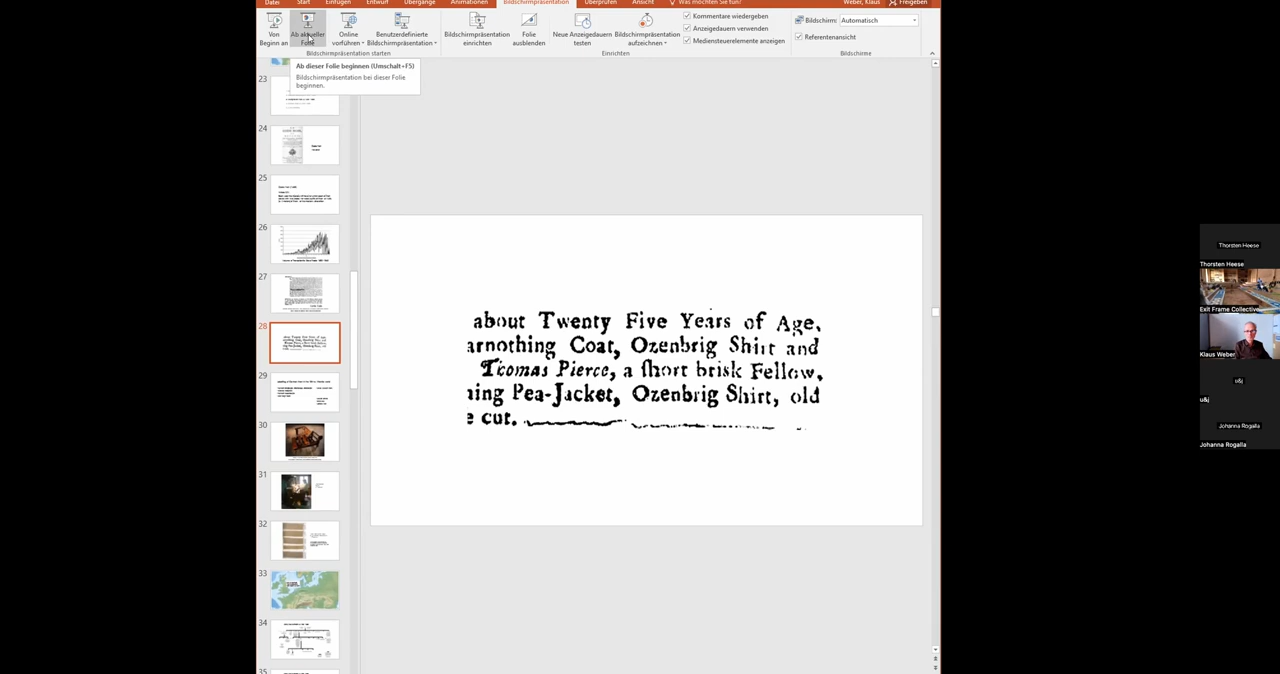 Datei Start Einfügen Entwurf Übergänge Animationen Bildschirmpräsentation Überprüfen Ansicht Was möchten Sie tun? Weber, Klaus Freigeben
Von Beginn an
Ab aktueller Folie
Online vorführen
Benutzerdefinierte Bildschirmpräsentation
Bildschirmpräsentation einrichten
Folie ausblenden
Neue Anzeigedauern testen
Bildschirmpräsentation aufzeichnen
Kommentare wiedergeben
Anzeigedauern verwenden
Mediensteuerelemente anzeigen
Bildschirm: Automatisch
Referentenansicht
Bildschirmpräsentation starten
Einrichten
Bildschirme
Ab dieser Folie beginnen (Umschalt+F5)
Bildschirmpräsentation bei dieser Folie
beginnen.
23
24
25
26
27
28
29
30
31
32
33
34
35
about Twenty Five Years of Age,
arnothing Coat, Ozenbrig Shirt and
Thomas Pierce, a ſhort brisk Fellow,
ning Pea-Jacket, Ozenbrig Shirt, old
e cut.
Thorsten Heese
Thorsten Heese
Exit Frame Collective
Klaus Weber
u&j
u&j
Johanna Rogalla
Johanna Rogalla